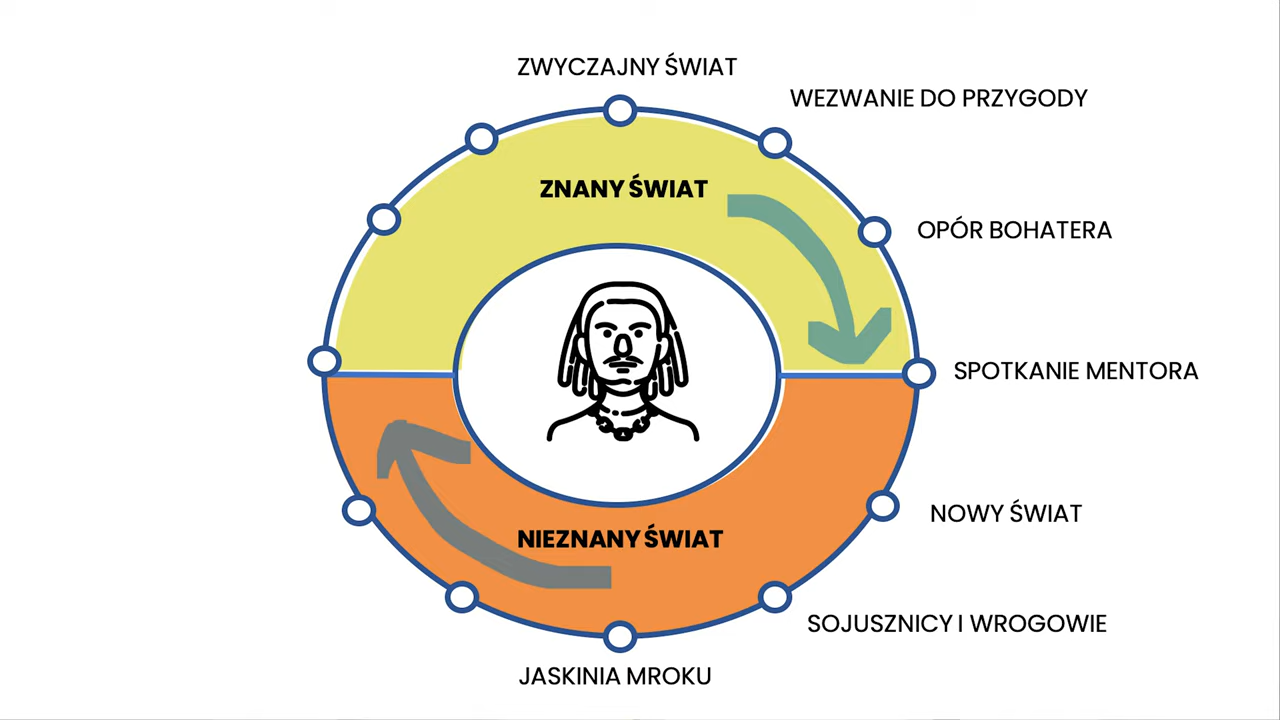 ZWYCZAJNY ŚWIAT
WEZWANIE DO PRZYGODY
ZNANY ŚWIAT
OPÓR BOHATERA
SPOTKANIE MENTORA
NOWY ŚWIAT
NIEZNANY ŚWIAT
SOJUSZNICY I WROGOWIE
JASKINIA MROKU